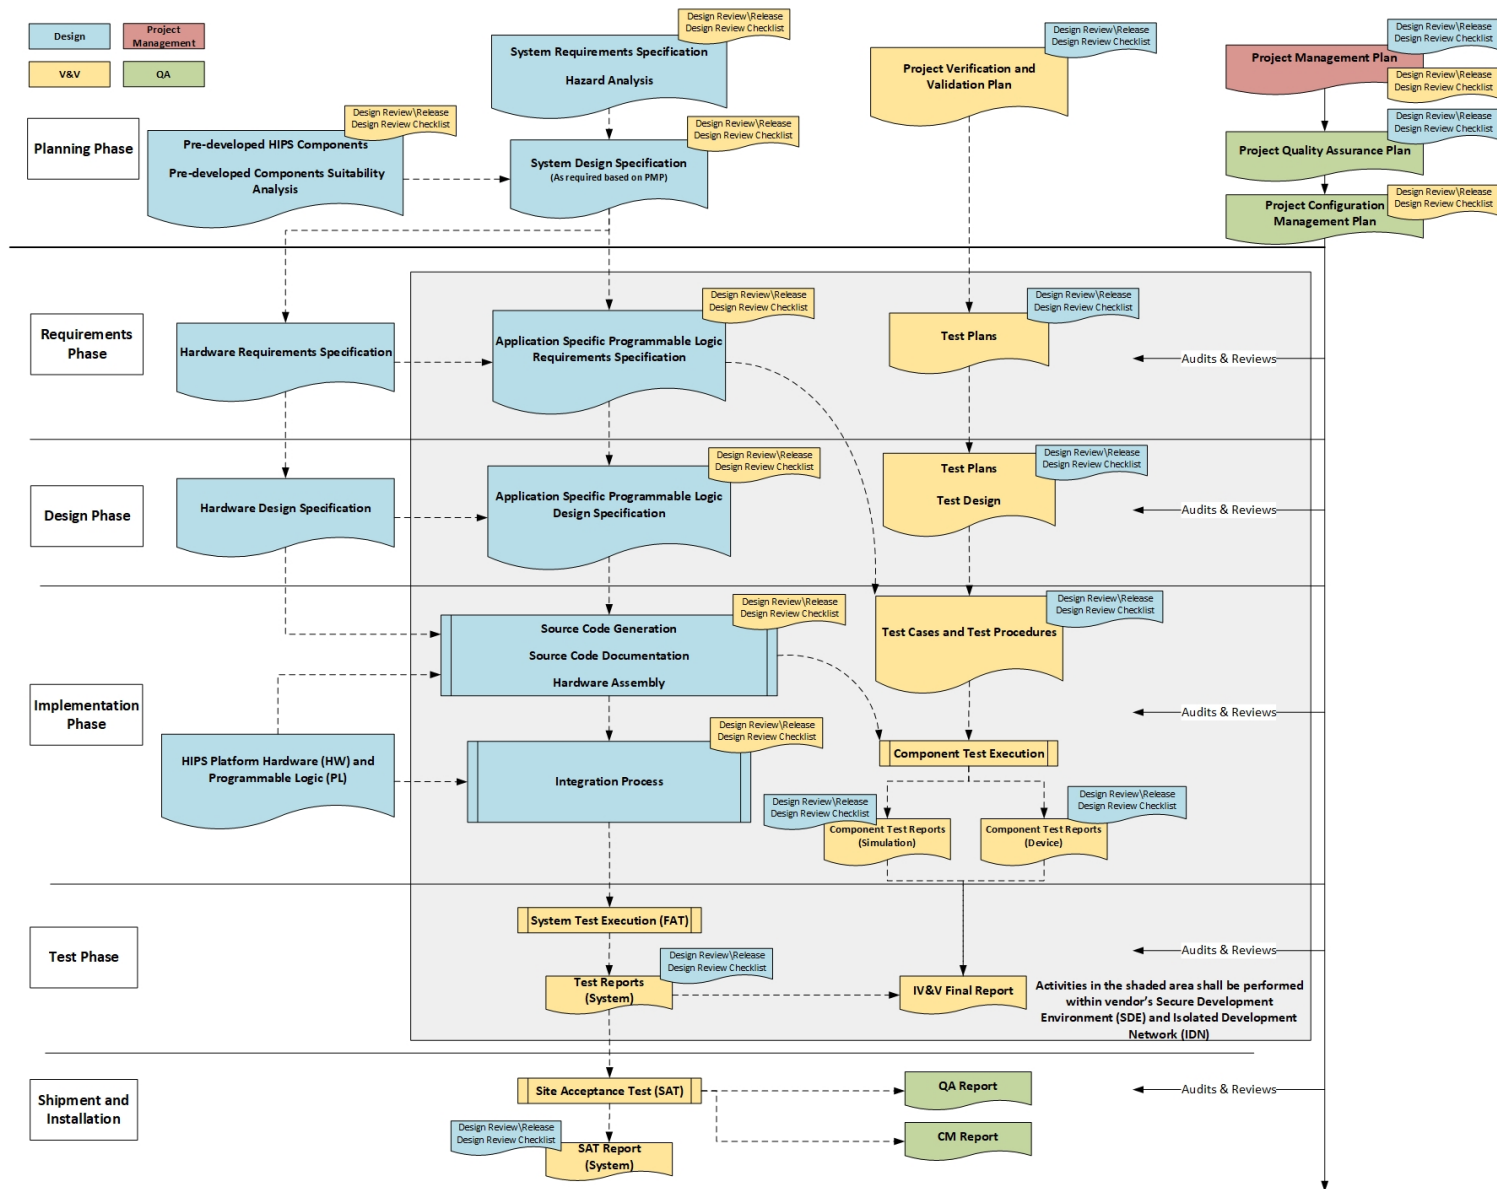 Design
Project
Management
V&V
QA
Design Review\Release
Design Review Checklist
System Requirements Specification
Hazard Analysis
Design Review\Release
Design Review Checklist
Project Verification and
Validation Plan
Design Review\Release
Design Review Checklist
Project Management Plan
Design Review\Release
Design Review Checklist
Planning Phase
Design Review\Release
Design Review Checklist
Pre-developed HIPS Components
Pre-developed Components Suitability
Analysis
Design Review\Release
Design Review Checklist
System Design Specification
(As required based on PMP)
Design Review\Release
Design Review Checklist
Project Quality Assurance Plan
Design Review\Release
Design Review Checklist
Project Configuration
Management Plan
Requirements
Phase
Hardware Requirements Specification
Design Review\Release
Design Review Checklist
Application Specific Programmable Logic
Requirements Specification
Design Review\Release
Design Review Checklist
Test Plans
Audits & Reviews
Design Phase
Hardware Design Specification
Design Review\Release
Design Review Checklist
Application Specific Programmable Logic
Design Specification
Design Review\Release
Design Review Checklist
Test Plans
Test Design
Audits & Reviews
Implementation
Phase
Design Review\Release
Design Review Checklist
Source Code Generation
Source Code Documentation
Hardware Assembly
Design Review\Release
Design Review Checklist
Test Cases and Test Procedures
Audits & Reviews
HIPS Platform Hardware (HW) and
Programmable Logic (PL)
Design Review\Release
Design Review Checklist
Integration Process
Component Test Execution
Design Review\Release
Design Review Checklist
Component Test Reports
(Simulation)
Design Review\Release
Design Review Checklist
Component Test Reports
(Device)
Test Phase
System Test Execution (FAT)
Design Review\Release
Design Review Checklist
Test Reports
(System)
IV&V Final Report
Audits & Reviews
Activities in the shaded area shall be performed
within vendor's Secure Development
Environment (SDE) and Isolated Development
Network (IDN)
Shipment and
Installation
Site Acceptance Test (SAT)
QA Report
Audits & Reviews
Design Review\Release
Design Review Checklist
SAT Report
(System)
CM Report